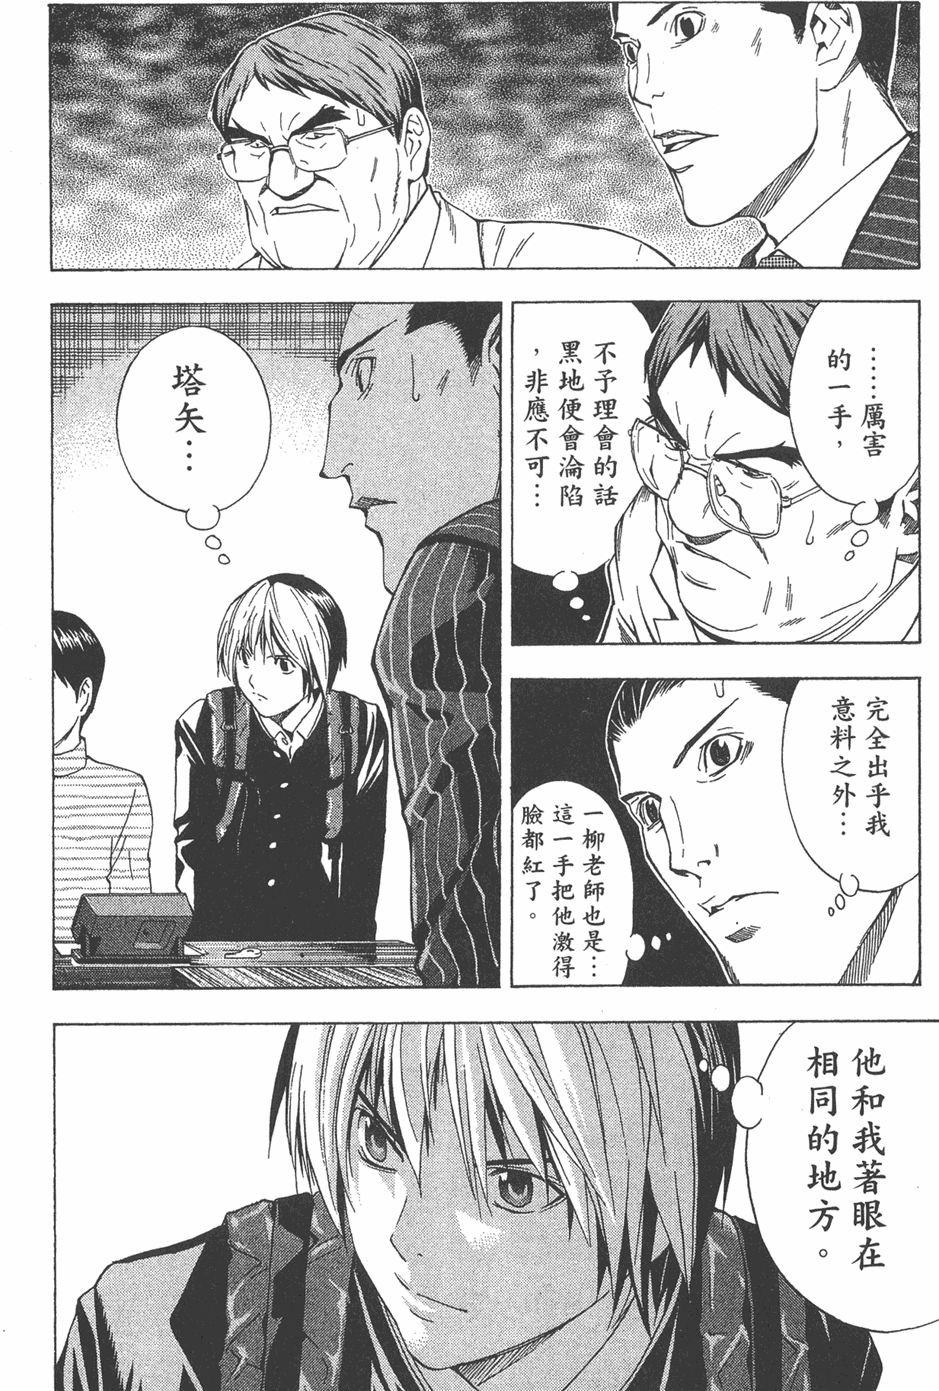 ……厲害
的一手，
不予理會的話
黑地便會淪陷
，非應不可…
塔矢…
完全出乎我
意料之外…
一柳老師也是…
這一手把他激得
臉都紅了。
他和我著眼在
相同的地方。